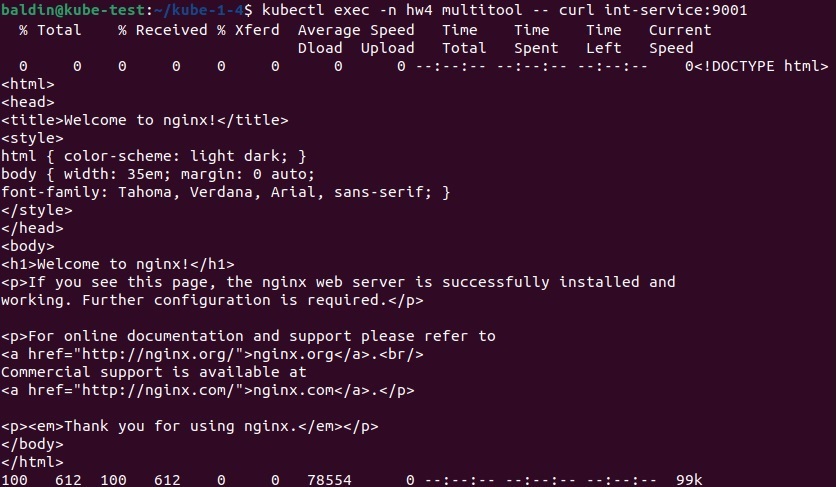 baldin@kube-test:~/kube-1-4$ kubectl exec -n hw4 multitool -- curl int-service:9001
  % Total    % Received % Xferd  Average Speed   Time    Time     Time  Current
                                 Dload  Upload   Total   Spent    Left  Speed
  0     0    0     0    0     0      0      0 --:--:-- --:--:-- --:--:--     0<!DOCTYPE html>
<html>
<head>
<title>Welcome to nginx!</title>
<style>
html { color-scheme: light dark; }
body { width: 35em; margin: 0 auto;
font-family: Tahoma, Verdana, Arial, sans-serif; }
</style>
</head>
<body>
<h1>Welcome to nginx!</h1>
<p>If you see this page, the nginx web server is successfully installed and
working. Further configuration is required.</p>

<p>For online documentation and support please refer to
<a href="http://nginx.org/">nginx.org</a>.<br/>
Commercial support is available at
<a href="http://nginx.com/">nginx.com</a>.</p>

<p><em>Thank you for using nginx.</em></p>
</body>
</html>
100   612  100   612    0     0  78554      0 --:--:-- --:--:-- --:--:--  99k